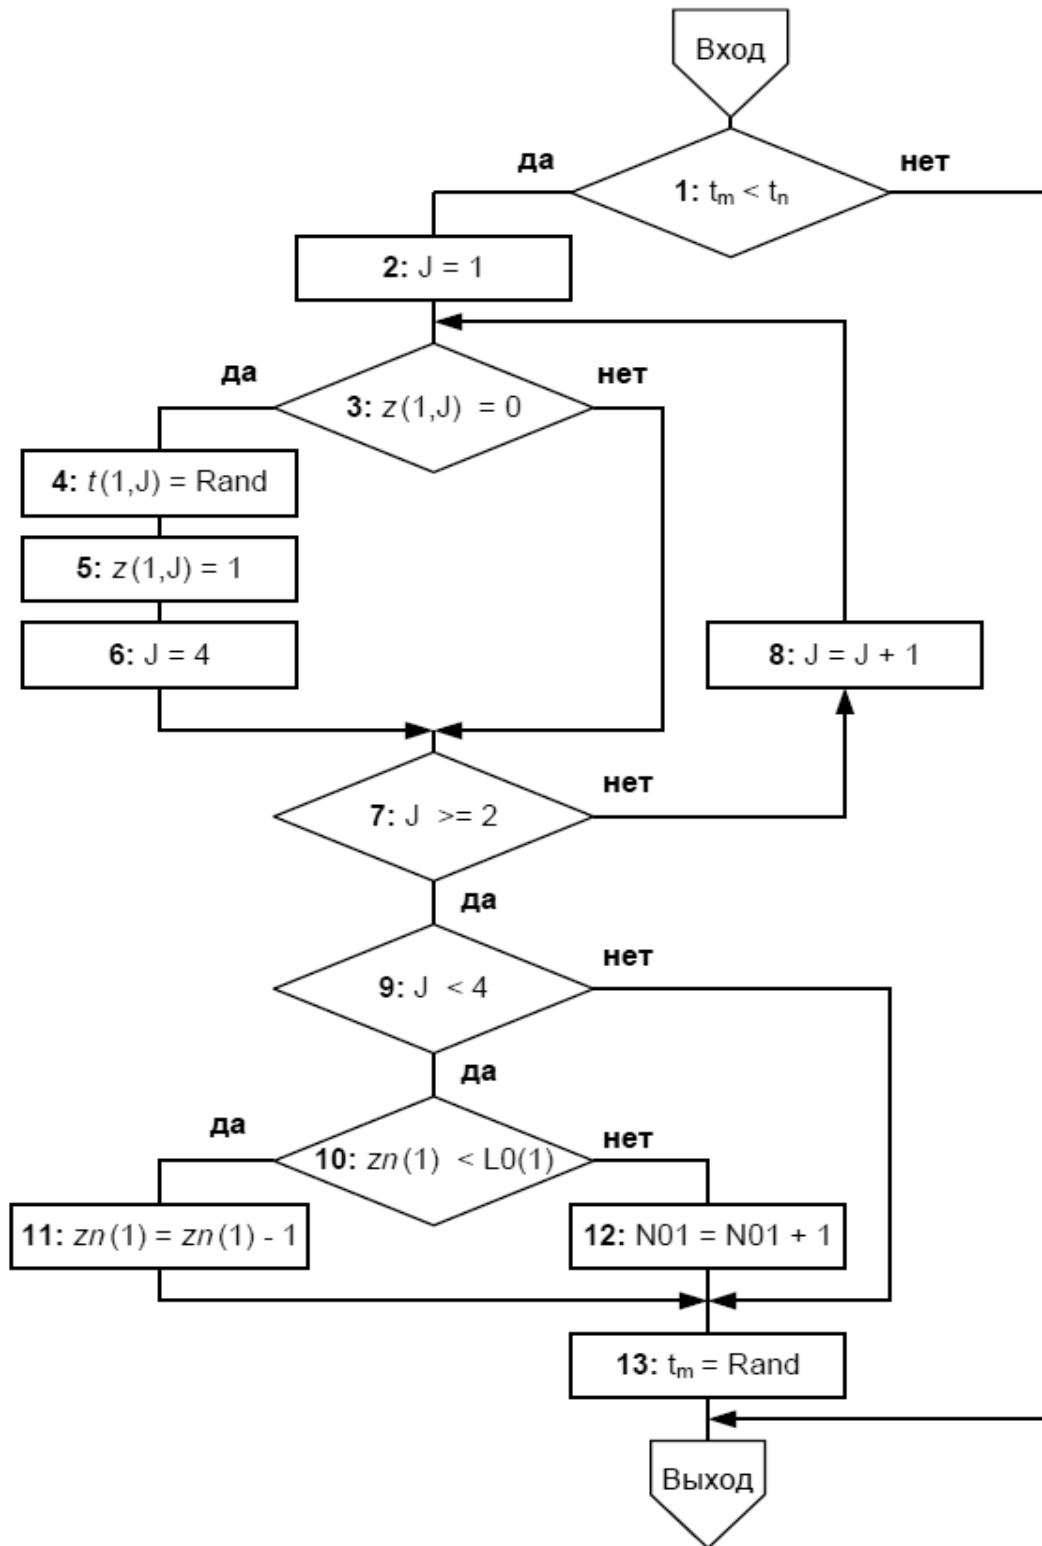 Вход
да
нет
1: tm < tn
2: J = 1
да
нет
3: z(1,J) = 0
4: t(1,J) = Rand
5: z(1,J) = 1
6: J = 4
8: J = J + 1
нет
7: J >= 2
да
нет
9: J < 4
да
да
нет
10: zn(1) < L0(1)
11: zn(1) = zn(1) - 1
12: N01 = N01 + 1
13: tm = Rand
Выход